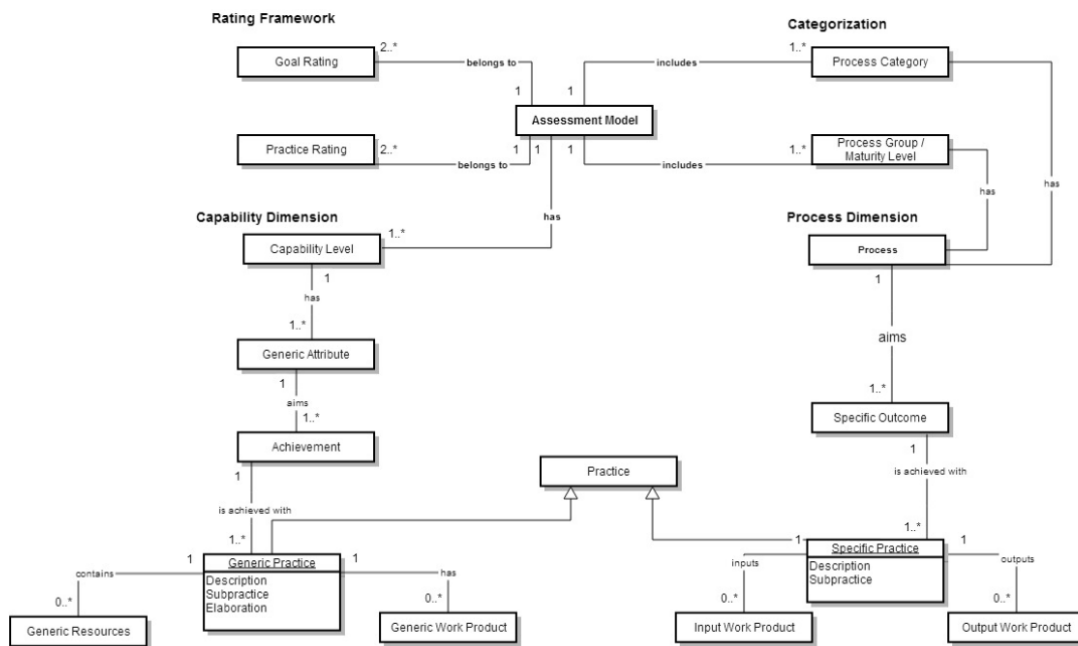 Rating Framework
Categorization
Goal Rating
2..*
belongs to
1
Assessment Model
1
includes
1..*
Process Category
Practice Rating
2..*
belongs to
1
1
1
includes
1..*
Process Group /
Maturity Level
has
has
has
Capability Dimension
Process Dimension
Capability Level
1..*
Process
1
has
1..*
1
aims
1..*
Generic Attribute
1
aims
1..*
Specific Outcome
1
is achieved with
1..*
Achievement
1
is achieved with
1..*
Practice
Generic Practice
Description
Subpractice
Elaboration
1
contains
0..*
Generic Resources
1
has
0..*
Generic Work Product
1
Specific Practice
Description
Subpractice
inputs
0..*
Input Work Product
1
outputs
0..*
Output Work Product